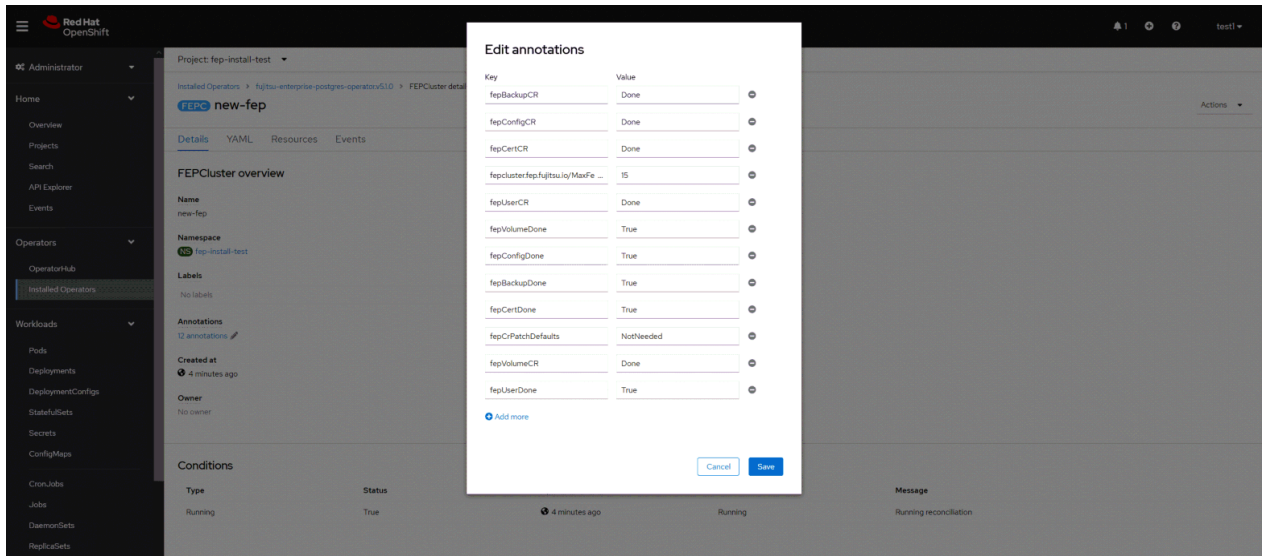 Red Hat
OpenShift
1
test1
Administrator
Home
Overview
Projects
Search
API Explorer
Events
Operators
OperatorHub
Installed Operators
Workloads
Pods
Deployments
DeploymentConfigs
StatefulSets
Secrets
ConfigMaps
CronJobs
Jobs
DaemonSets
ReplicaSets
Project: fep-install-test
Installed Operators > fujitsu-enterprise-postgres-operator.v5.1.0 > FEPCluster detail
FEPC new-fep
Actions
Details YAML Resources Events
FEPCluster overview
Name
new-fep
Namespace
NS fep-install-test
Labels
No labels
Annotations
12 annotations
Created at
4 minutes ago
Owner
No owner
Conditions
Type Status Message
Running True 4 minutes ago Running Running reconciliation
Edit annotations
Key Value
fepBackupCR Done
fepConfigCR Done
fepCertCR Done
fepcluster.fep.fujitsu.io/MaxFe ... 15
fepUserCR Done
fepVolumeDone True
fepConfigDone True
fepBackupDone True
fepCertDone True
fepCrPatchDefaults NotNeeded
fepVolumeCR Done
fepUserDone True
Add more
Cancel Save